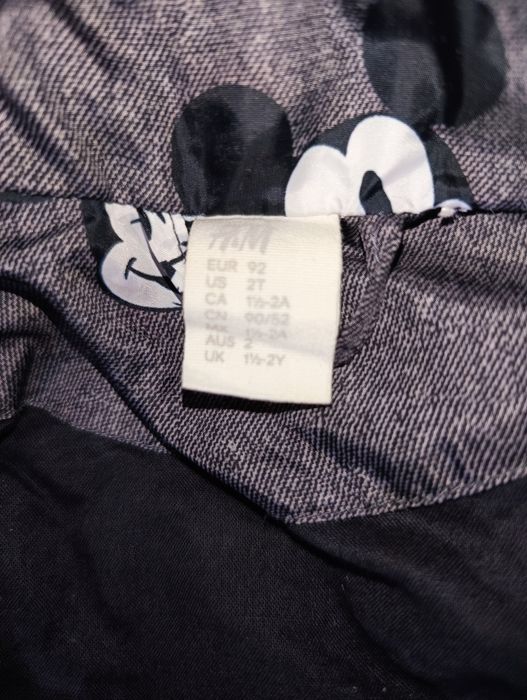 H&M
EUR 92
US 2T
CA 1½-2A
CN 90/52
MX 1½-2A
AUS 2
UK 1½-2Y